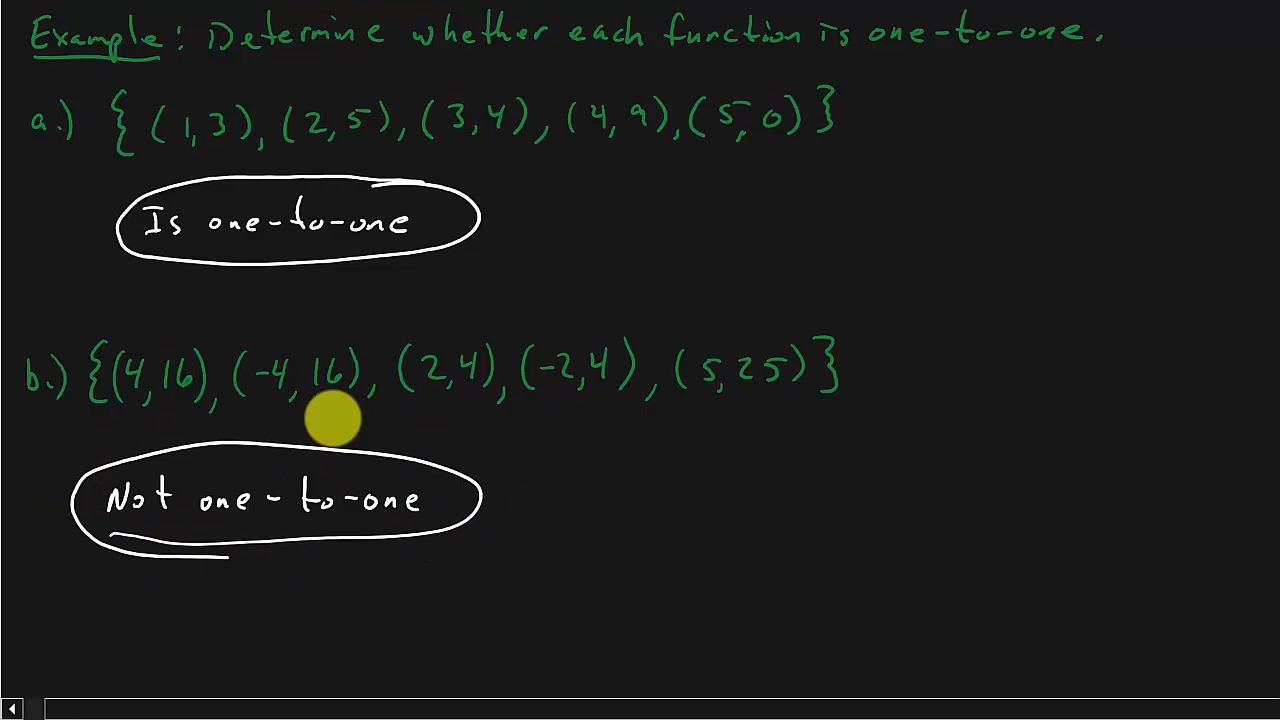 Example: Determine whether each function is one-to-one.
a.) {(1,3), (2,5), (3,4), (4,9), (5,0)}
Is one-to-one
b.) {(4,16), (-4,16), (2,4), (-2,4), (5,25)}
Not one-to-one